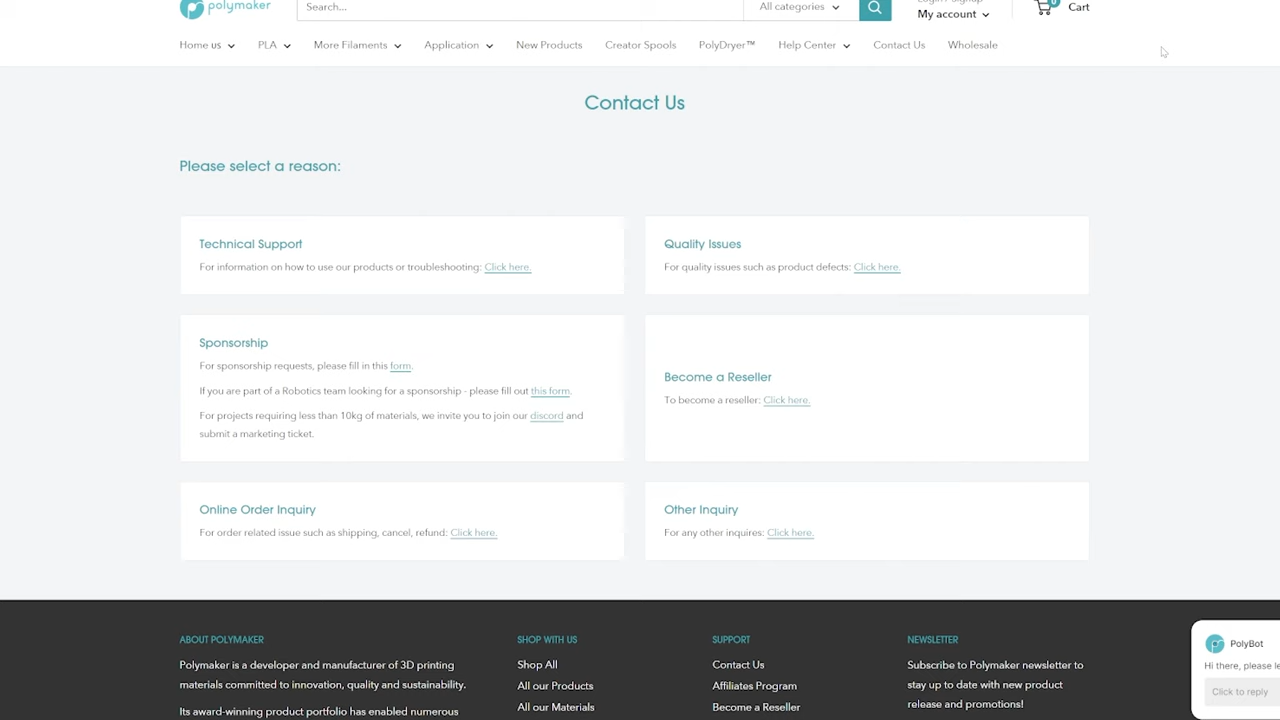 polymaker
Search...
All categories
My account
0
Cart
Home us
PLA
More Filaments
Application
New Products
Creator Spools
PolyDryer™
Help Center
Contact Us
Wholesale
Contact Us
Please select a reason:
Technical Support
For information on how to use our products or troubleshooting: Click here.
Quality Issues
For quality issues such as product defects: Click here.
Sponsorship
For sponsorship requests, please fill in this form.
If you are part of a Robotics team looking for a sponsorship - please fill out this form.
For projects requiring less than 10kg of materials, we invite you to join our discord and
submit a marketing ticket.
Become a Reseller
To become a reseller: Click here.
Online Order Inquiry
For order related issue such as shipping, cancel, refund: Click here.
Other Inquiry
For any other inquires: Click here.
ABOUT POLYMAKER
Polymaker is a developer and manufacturer of 3D printing
materials committed to innovation, quality and sustainability.
Its award-winning product portfolio has enabled numerous
SHOP WITH US
Shop All
All our Products
All our Materials
SUPPORT
Contact Us
Affiliates Program
Become a Reseller
NEWSLETTER
Subscribe to Polymaker newsletter to
stay up to date with new product
release and promotions!
PolyBot
Hi there, please le
Click to reply